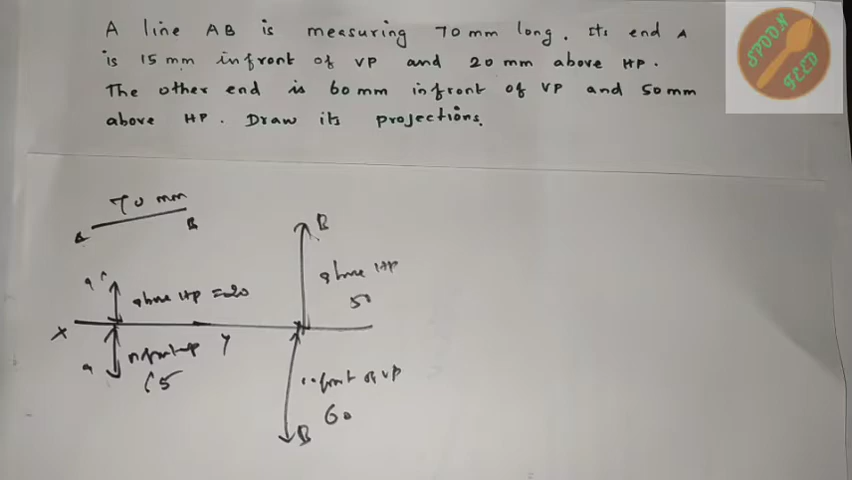 A line AB is measuring 70 mm long. Its end A
is 15 mm infront of VP and 20 mm above HP.
The other end is 60 mm infront of VP and 50 mm
above HP. Draw its projections.
SPOON
FEED
70 mm
A B
B
a'
above HP = 20
above HP
50
X
Y
a
15
infront of VP
60
B